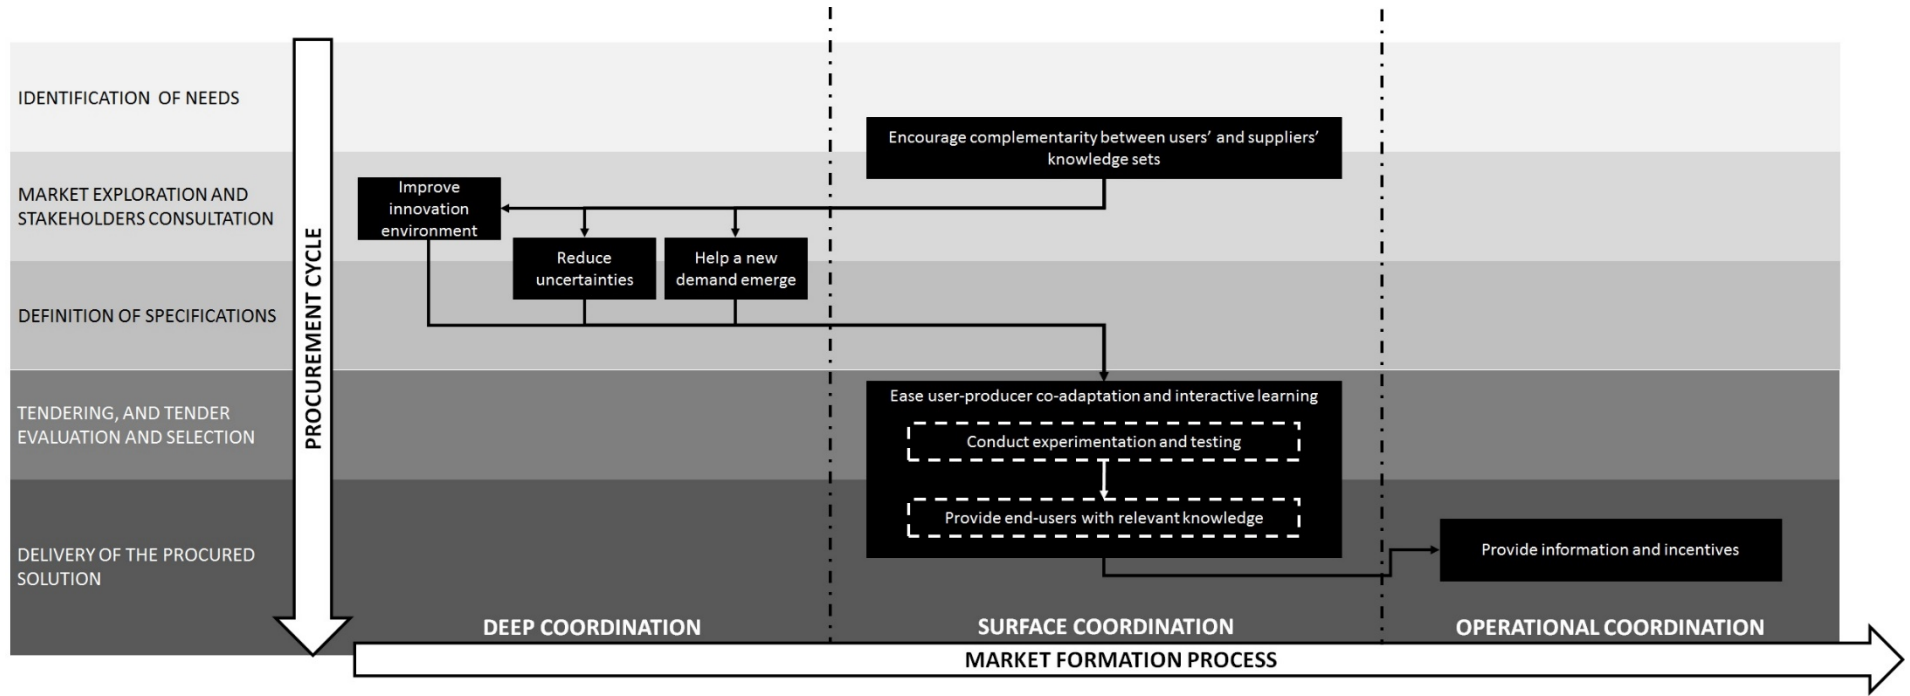 IDENTIFICATION OF NEEDS
Encourage complementarity between users’ and suppliers’
knowledge sets
MARKET EXPLORATION AND
STAKEHOLDERS CONSULTATION
Improve
innovation
environment
Reduce
uncertainties
Help a new
demand emerge
PROCUREMENT CYCLE
DEFINITION OF SPECIFICATIONS
TENDERING, AND TENDER
EVALUATION AND SELECTION
Ease user-producer co-adaptation and interactive learning
Conduct experimentation and testing
Provide end-users with relevant knowledge
DELIVERY OF THE PROCURED
SOLUTION
Provide information and incentives
DEEP COORDINATION
SURFACE COORDINATION
OPERATIONAL COORDINATION
MARKET FORMATION PROCESS